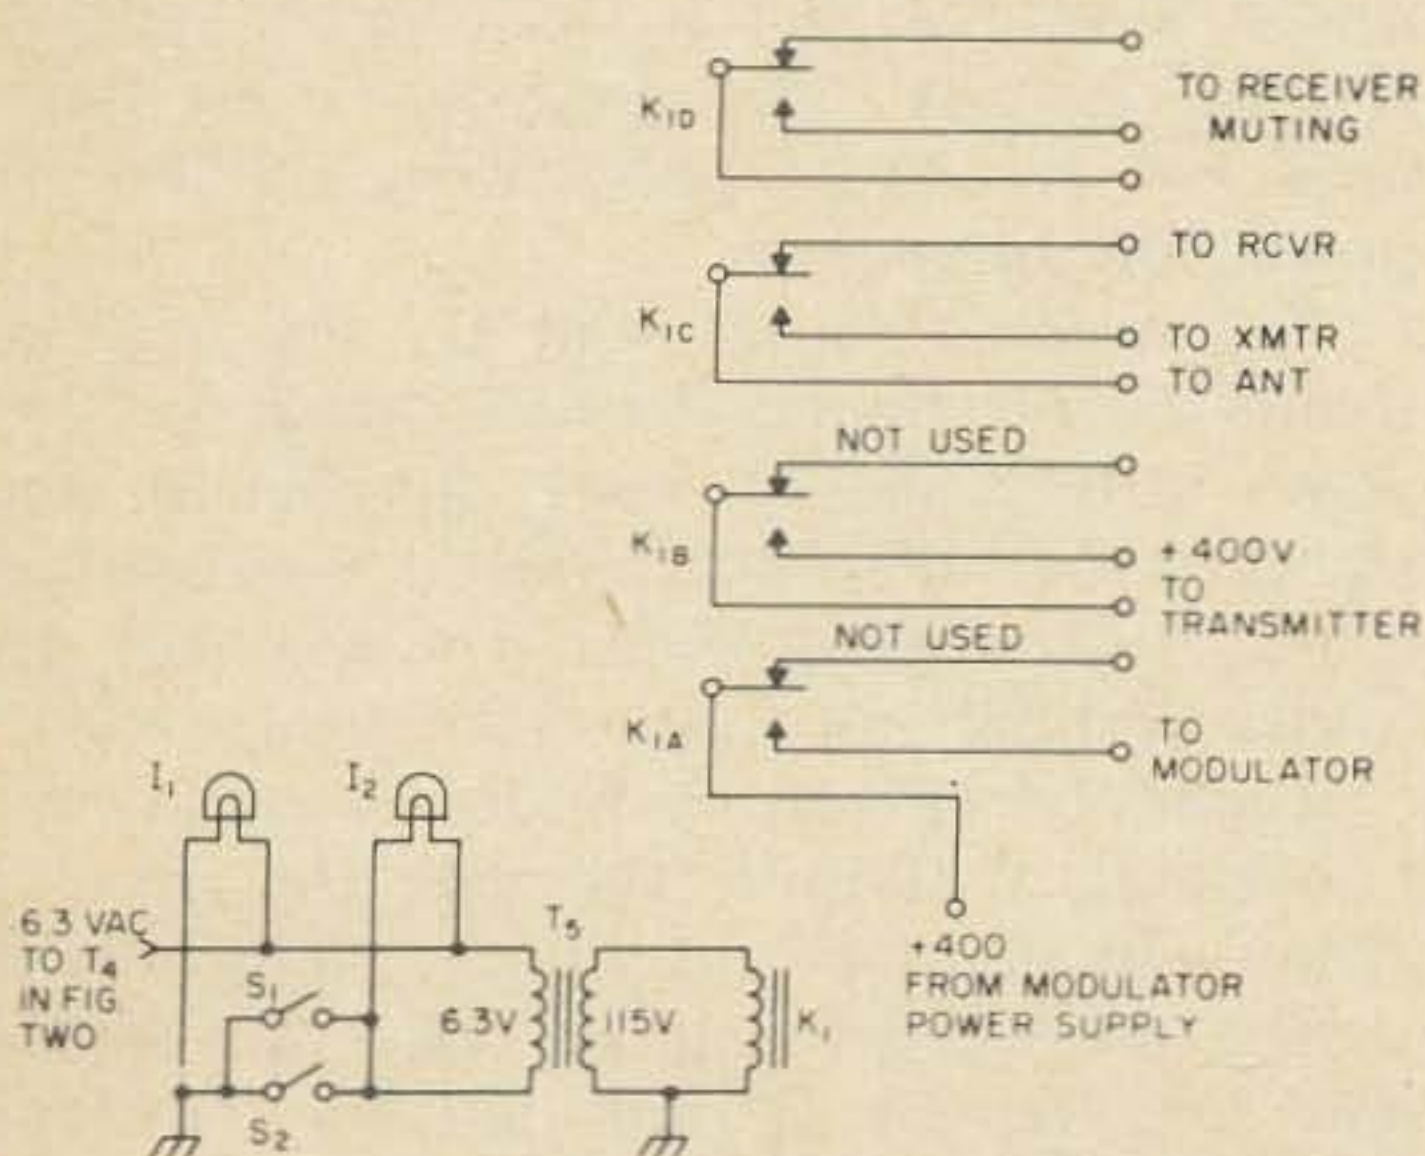 K1D
TO RECEIVER
MUTING
K1C
TO RCVR
TO XMTR
TO ANT
NOT USED
K1B
+400V
TO
TRANSMITTER
NOT USED
K1A
TO
MODULATOR
I1
I2
6.3 VAC
TO T4
IN FIG
TWO
S1
S2
T5
6.3V
115V
K1
+400
FROM MODULATOR
POWER SUPPLY